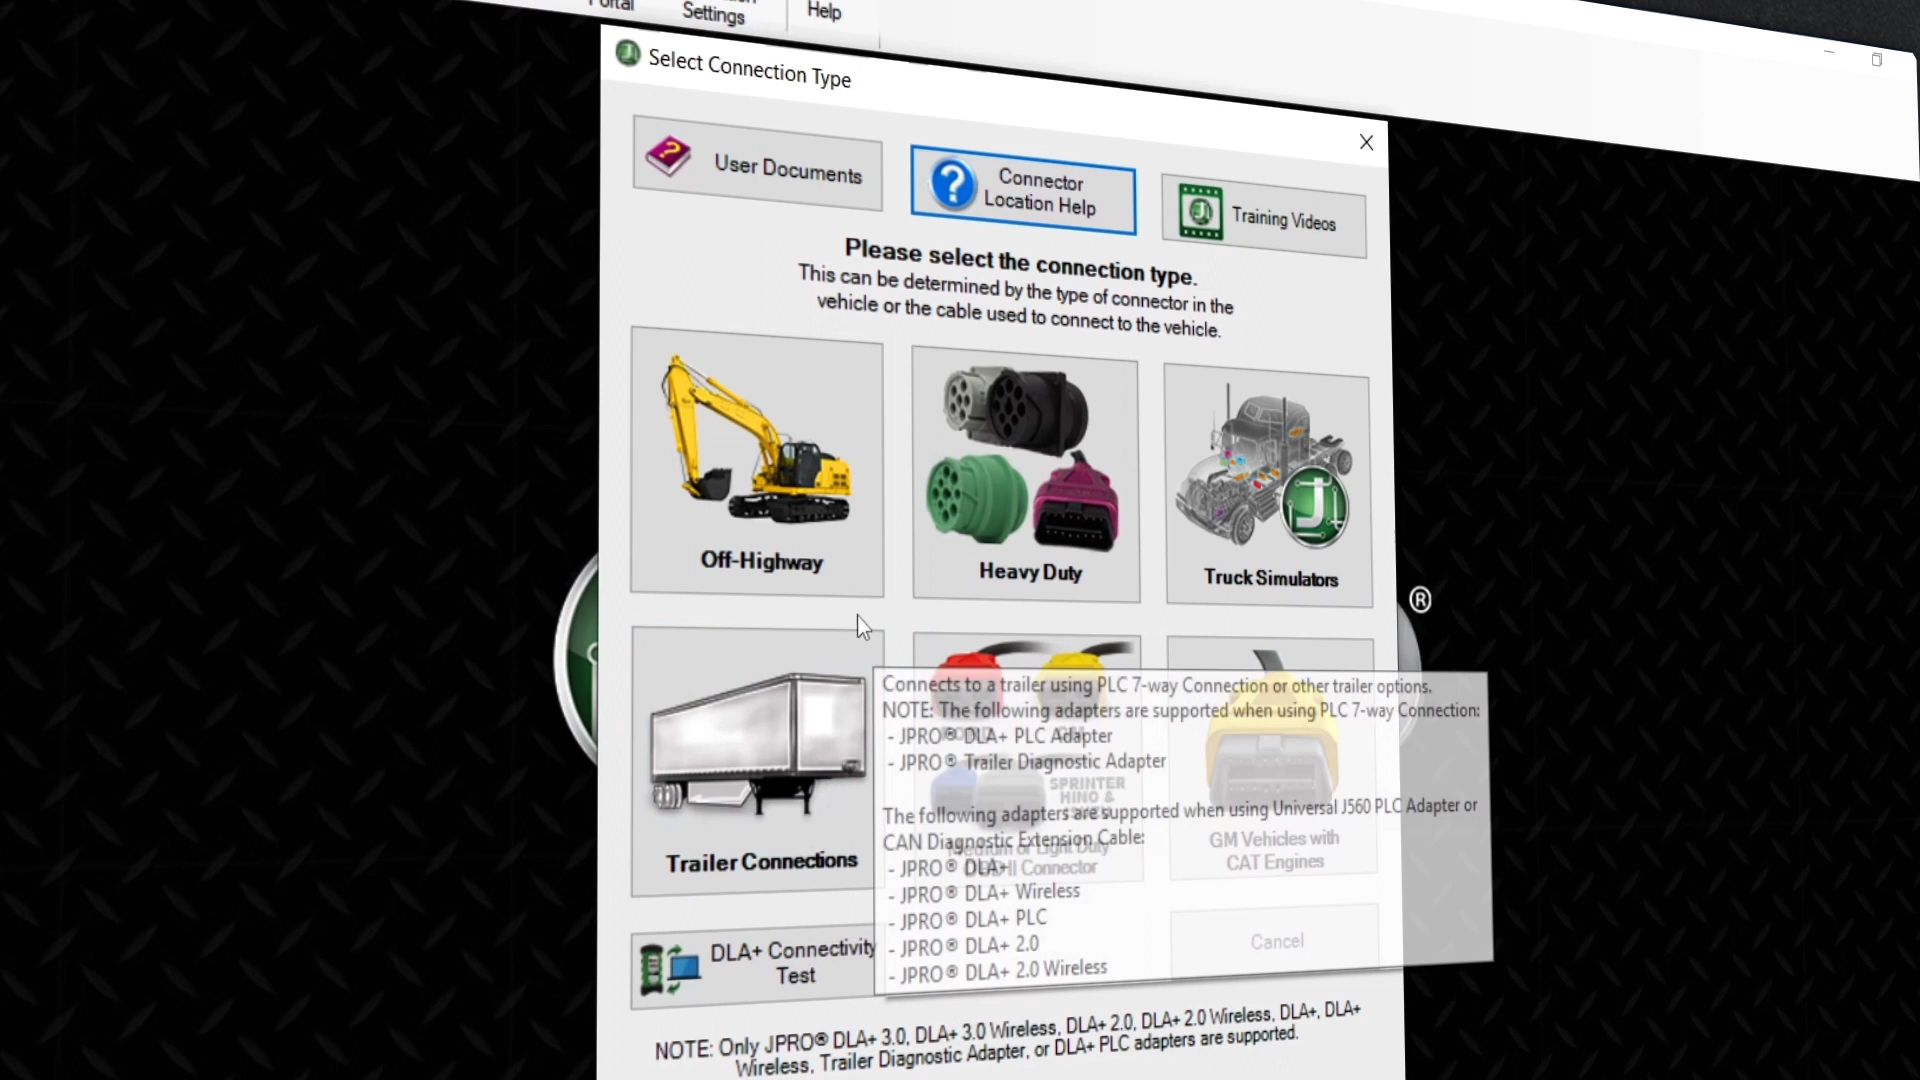 Portal
Settings
Help
Select Connection Type
User Documents
Connector
Location Help
Training Videos
Please select the connection type.
This can be determined by the type of connector in the
vehicle or the cable used to connect to the vehicle.
Off-Highway
Heavy Duty
Truck Simulators
®
Trailer Connections
Connects to a trailer using PLC 7-way Connection or other trailer options.
NOTE: The following adapters are supported when using PLC 7-way Connection:
- JPRO® DLA+ PLC Adapter
- JPRO® Trailer Diagnostic Adapter
The following adapters are supported when using Universal J560 PLC Adapter or
CAN Diagnostic Extension Cable:
- JPRO® DLA+
- JPRO® DLA+ Wireless
- JPRO® DLA+ PLC
- JPRO® DLA+ 2.0
- JPRO® DLA+ 2.0 Wireless
SPRINTER
HINO &
Medium or Light Duty
Connector
GM Vehicles with
CAT Engines
DLA+ Connectivity
Test
Cancel
NOTE: Only JPRO® DLA+ 3.0, DLA+ 3.0 Wireless, DLA+ 2.0, DLA+ 2.0 Wireless, DLA+, DLA+
Wireless, Trailer Diagnostic Adapter, or DLA+ PLC adapters are supported.